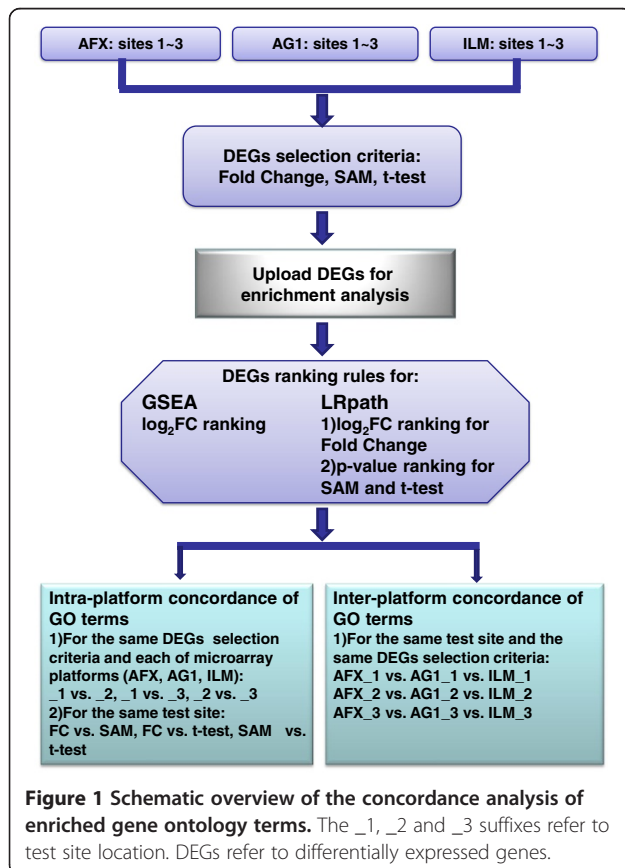 AFX: sites 1~3
AG1: sites 1~3
ILM: sites 1~3
DEGs selection criteria:
Fold Change, SAM, t-test
Upload DEGs for
enrichment analysis
DEGs ranking rules for:
GSEA
log₂FC ranking
LRpath
1)log₂FC ranking for
Fold Change
2)p-value ranking for
SAM and t-test
Intra-platform concordance of
GO terms
1)For the same DEGs selection
criteria and each of microarray
platforms (AFX, AG1, ILM):
_1 vs. _2, _1 vs. _3, _2 vs. _3
2)For the same test site:
FC vs. SAM, FC vs. t-test, SAM vs.
t-test
Inter-platform concordance of
GO terms
1)For the same test site and the
same DEGs selection criteria:
AFX_1 vs. AG1_1 vs. ILM_1
AFX_2 vs. AG1_2 vs. ILM_2
AFX_3 vs. AG1_3 vs. ILM_3
Figure 1 Schematic overview of the concordance analysis of
enriched gene ontology terms. The _1, _2 and _3 suffixes refer to
test site location. DEGs refer to differentially expressed genes.